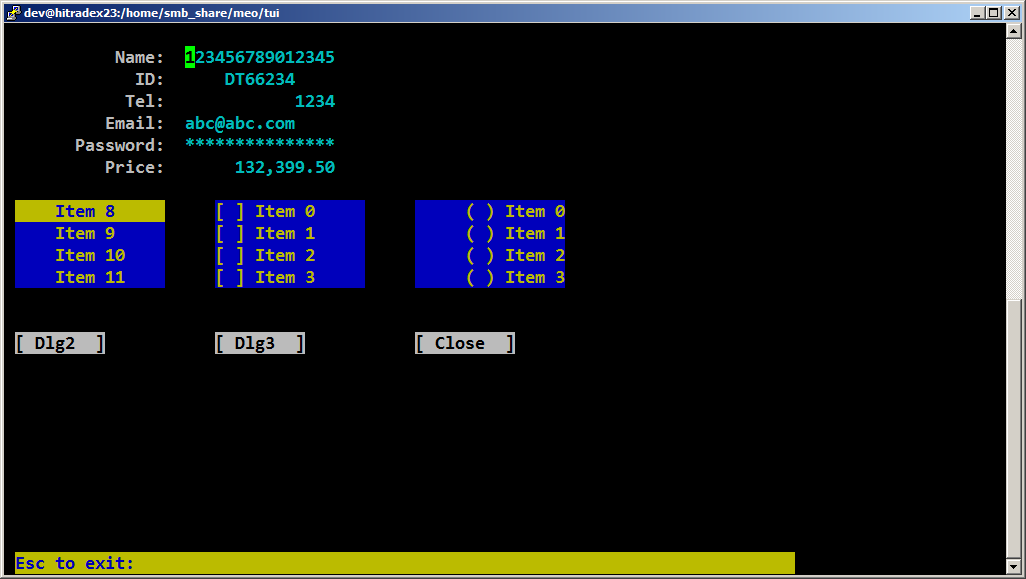 dev@hitradex23:/home/smb_share/meo/tui
Name: 123456789012345
ID: DT66234
Tel: 1234
Email: abc@abc.com
Password: ***************
Price: 132,399.50
Item 8 [ ] Item 0 ( ) Item 0
Item 9 [ ] Item 1 ( ) Item 1
Item 10 [ ] Item 2 ( ) Item 2
Item 11 [ ] Item 3 ( ) Item 3
[ Dlg2 ] [ Dlg3 ] [ Close ]
Esc to exit: